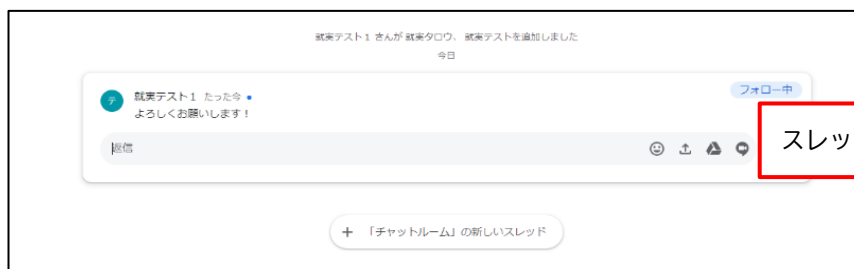 就実テスト1 さんが 就実タロウ、 就実テストを追加しました
今日
フォロー中
テ 就実テスト1 たった今
よろしくお願いします!
返信
スレッ
+ 「チャットルーム」の新しいスレッド